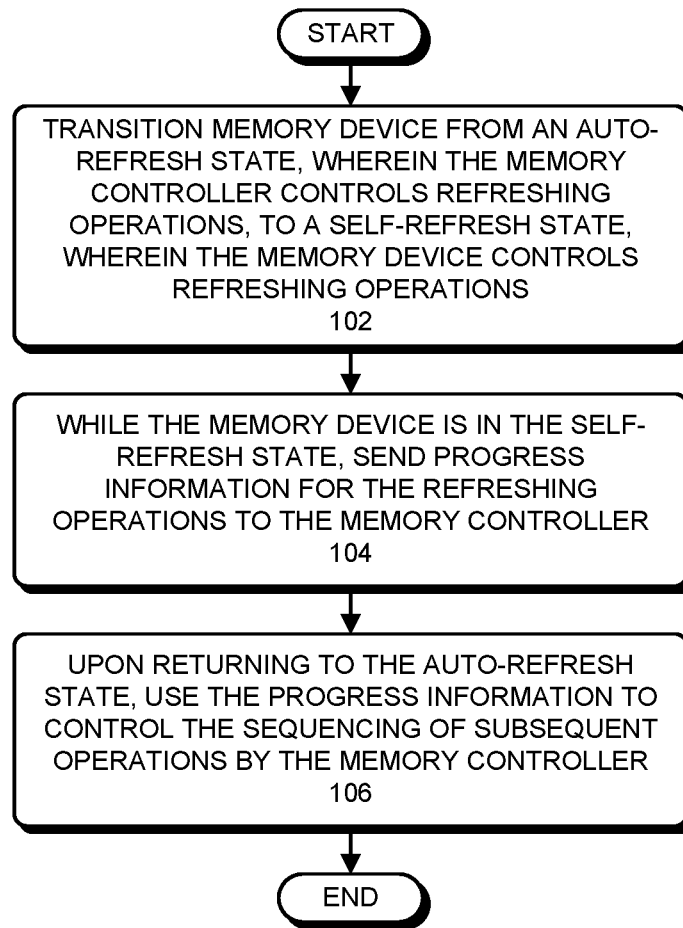 START
TRANSITION MEMORY DEVICE FROM AN AUTO-
REFRESH STATE, WHEREIN THE MEMORY
CONTROLLER CONTROLS REFRESHING
OPERATIONS, TO A SELF-REFRESH STATE,
WHEREIN THE MEMORY DEVICE CONTROLS
REFRESHING OPERATIONS
102
WHILE THE MEMORY DEVICE IS IN THE SELF-
REFRESH STATE, SEND PROGRESS
INFORMATION FOR THE REFRESHING
OPERATIONS TO THE MEMORY CONTROLLER
104
UPON RETURNING TO THE AUTO-REFRESH
STATE, USE THE PROGRESS INFORMATION TO
CONTROL THE SEQUENCING OF SUBSEQUENT
OPERATIONS BY THE MEMORY CONTROLLER
106
END